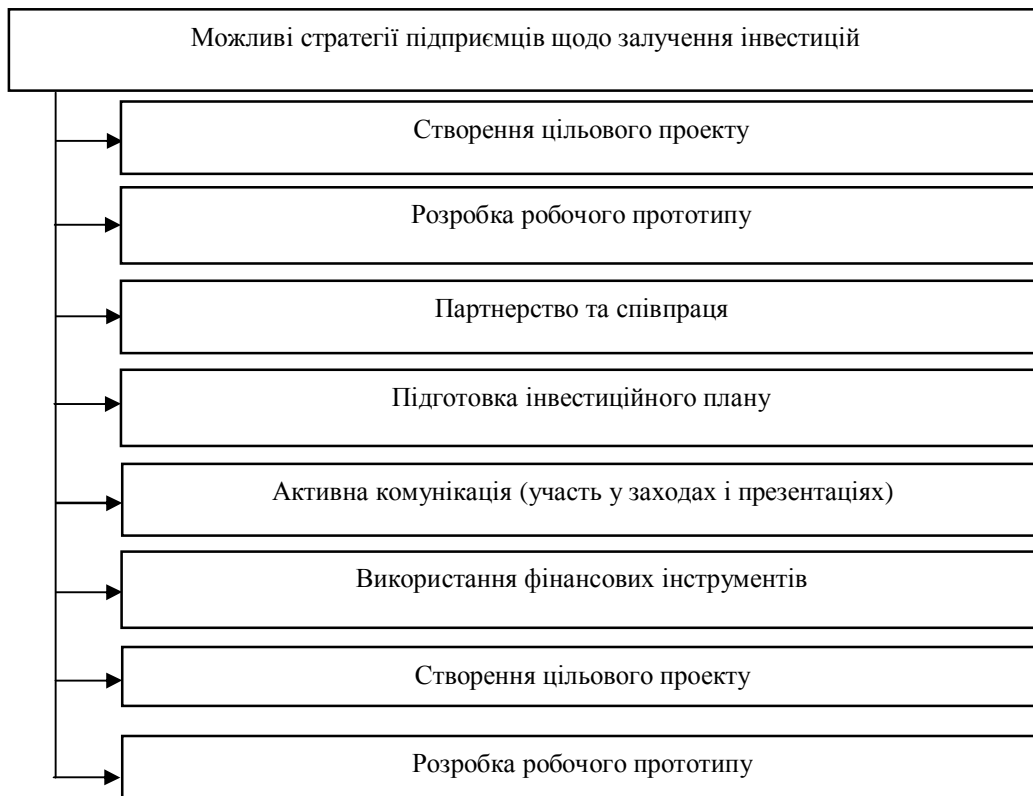 Можливі стратегії підприємців щодо залучення інвестицій
Створення цільового проекту
Розробка робочого прототипу
Партнерство та співпраця
Підготовка інвестиційного плану
Активна комунікація (участь у заходах і презентаціях)
Використання фінансових інструментів
Створення цільового проекту
Розробка робочого прототипу